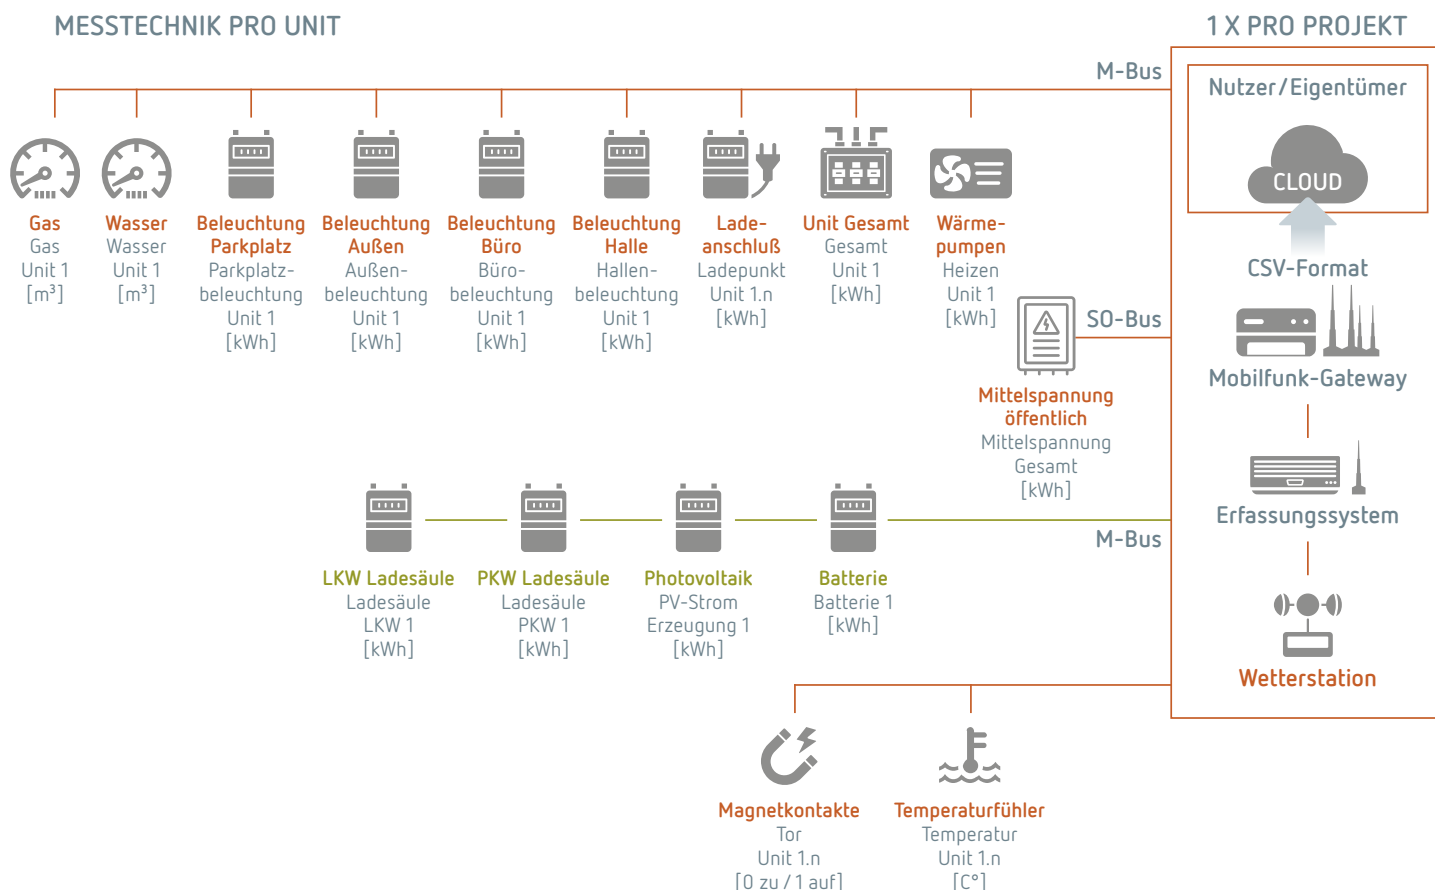 MESSTECHNIK PRO UNIT
1 X PRO PROJEKT
M-Bus
Nutzer/Eigentümer
CLOUD
Gas
Gas
Unit 1
[m³]
Wasser
Wasser
Unit 1
[m³]
Beleuchtung
Parkplatz
Parkplatz-
beleuchtung
Unit 1
[kWh]
Beleuchtung
Außen
Außen-
beleuchtung
Unit 1
[kWh]
Beleuchtung
Büro
Büro-
beleuchtung
Unit 1
[kWh]
Beleuchtung
Halle
Hallen-
beleuchtung
Unit 1
[kWh]
Lade-
anschluß
Ladepunkt
Unit 1.n
[kWh]
Unit Gesamt
Gesamt
Unit 1
[kWh]
Wärme-
pumpen
Heizen
Unit 1
[kWh]
CSV-Format
SO-Bus
Mobilfunk-Gateway
Mittelspannung
öffentlich
Mittelspannung
Gesamt
[kWh]
Erfassungssystem
M-Bus
LKW Ladesäule
Ladesäule
LKW 1
[kWh]
PKW Ladesäule
Ladesäule
PKW 1
[kWh]
Photovoltaik
PV-Strom
Erzeugung 1
[kWh]
Batterie
Batterie 1
[kWh]
Wetterstation
Magnetkontakte
Tor
Unit 1.n
[0 zu / 1 auf]
Temperaturfühler
Temperatur
Unit 1.n
[C°]